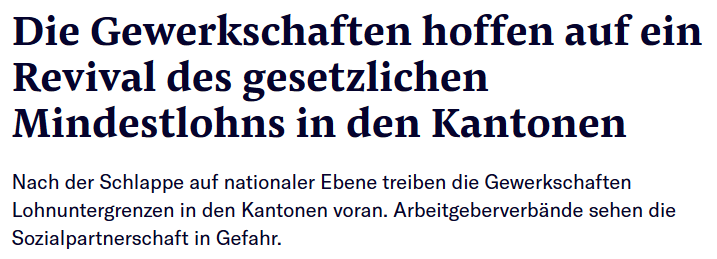 Die Gewerkschaften hoffen auf ein
Revival des gesetzlichen
Mindestlohns in den Kantonen
Nach der Schlappe auf nationaler Ebene treiben die Gewerkschaften
Lohnuntergrenzen in den Kantonen voran. Arbeitgeberverbände sehen die
Sozialpartnerschaft in Gefahr.